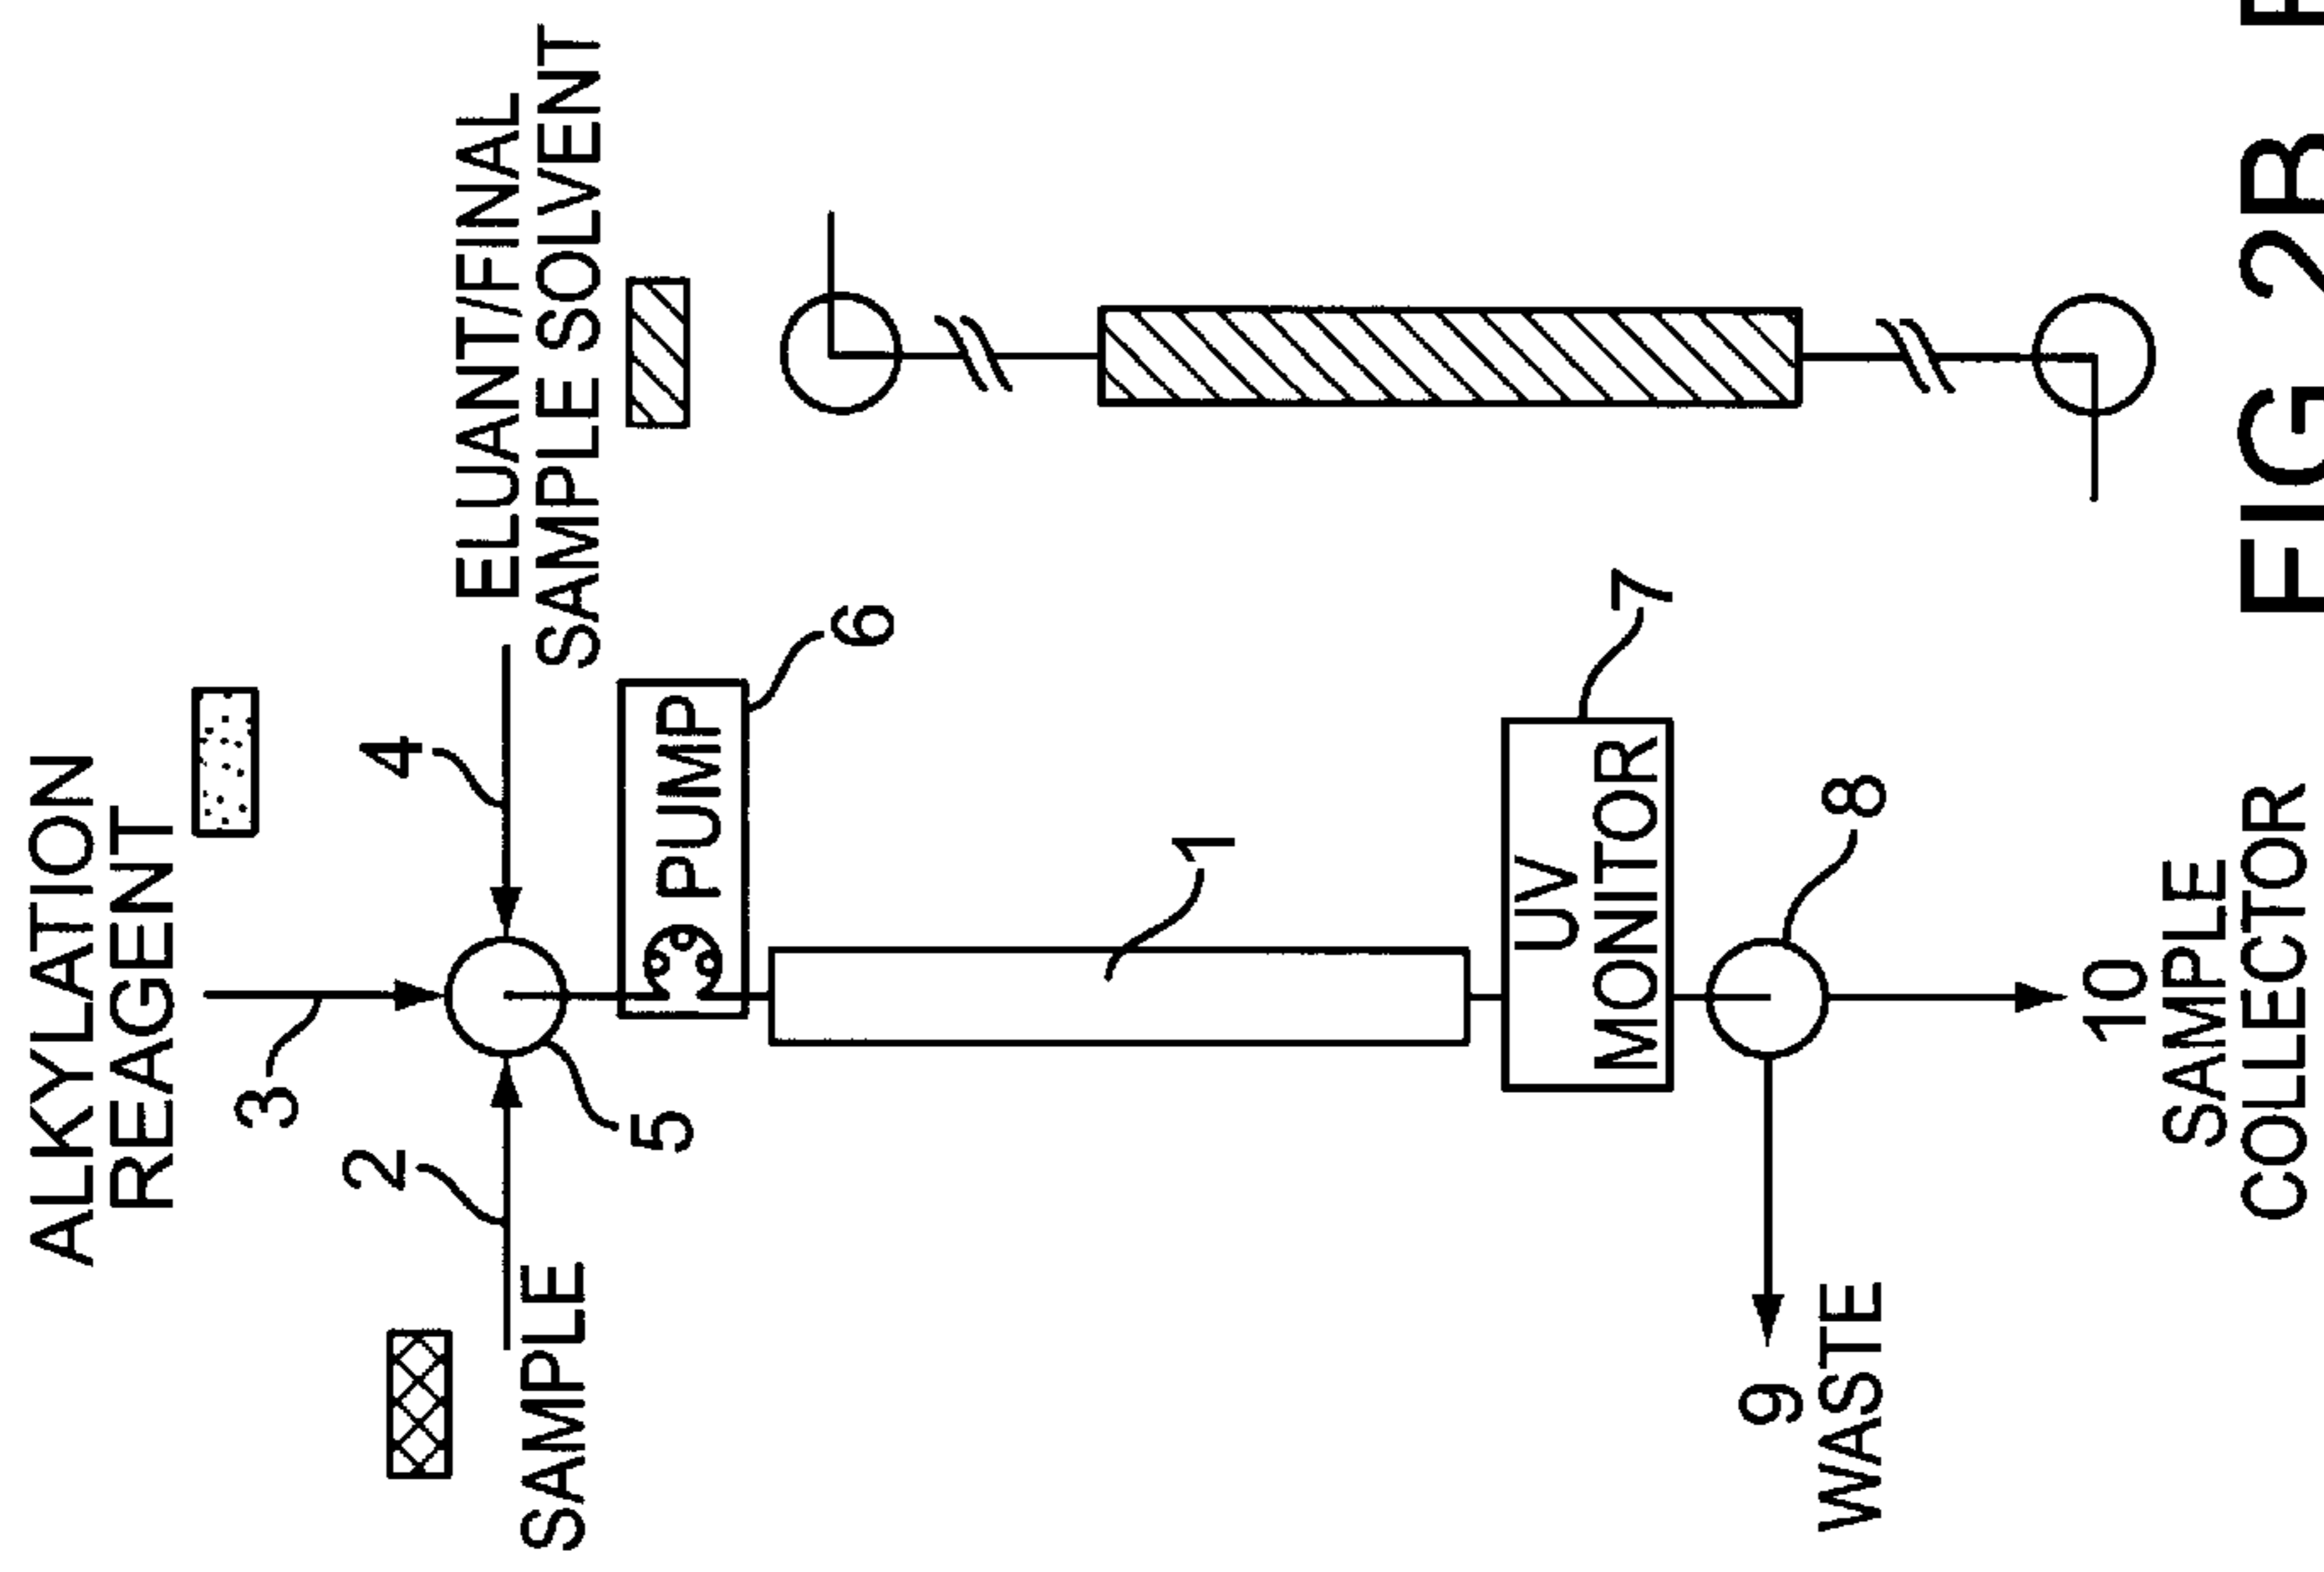 ALKYLATION
REAGENT
3
2
SAMPLE
4
ELUANT/FINAL
SAMPLE SOLVENT
5
PUMP
6
1
UV
MONITOR
7
8
9
WASTE
10
SAMPLE
COLLECTOR
FIG 2B